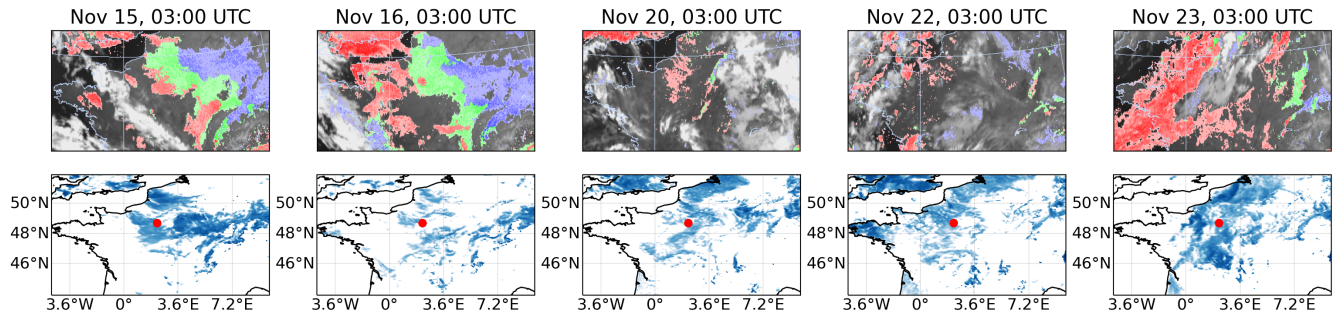 Nov 15, 03:00 UTC
Nov 16, 03:00 UTC
Nov 20, 03:00 UTC
Nov 22, 03:00 UTC
Nov 23, 03:00 UTC
50°N
48°N
46°N
3.6°W 0° 3.6°E 7.2°E
50°N
48°N
46°N
3.6°W 0° 3.6°E 7.2°E
50°N
48°N
46°N
3.6°W 0° 3.6°E 7.2°E
50°N
48°N
46°N
3.6°W 0° 3.6°E 7.2°E
50°N
48°N
46°N
3.6°W 0° 3.6°E 7.2°E